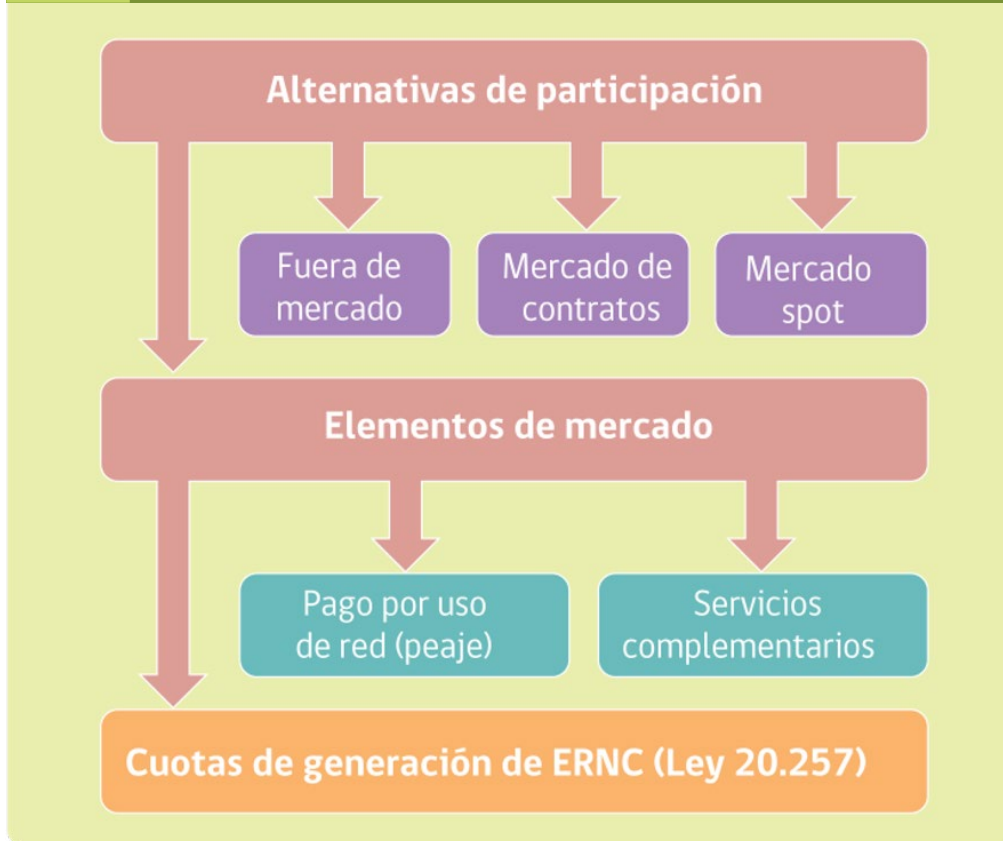 Alternativas de participación
Fuera de
mercado
Mercado de
contratos
Mercado
spot
Elementos de mercado
Pago por uso
de red (peaje)
Servicios
complementarios
Cuotas de generación de ERNC (Ley 20.257)